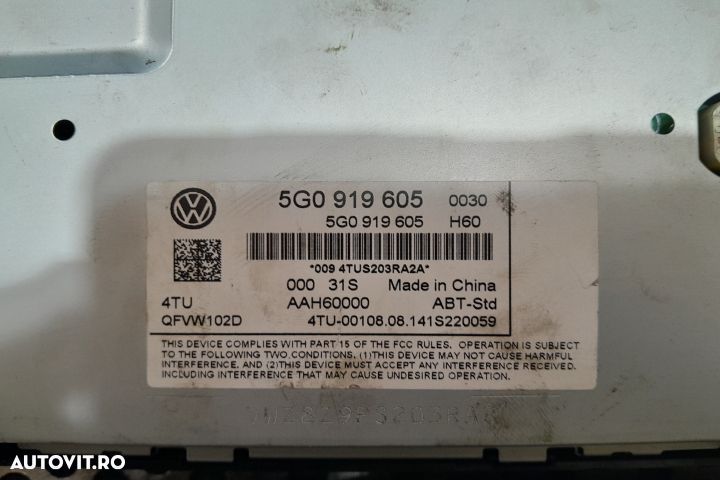 5G0 919 605 0030
5G0 919 605 H60
*009 4TUS203RA2A*
000 31S Made in China
4TU AAH60000 ABT-Std
QFVW102D 4TU-00108.08.141S220059
THIS DEVICE COMPLIES WITH PART 15 OF THE FCC RULES. OPERATION IS SUBJECT
TO THE FOLLOWING TWO CONDITIONS, (1)THIS DEVICE MAY NOT CAUSE HARMFUL
INTERFERENCE, AND (2)THIS DEVICE MUST ACCEPT ANY INTERFERENCE RECEIVED,
INCLUDING INTERFERENCE THAT MAY CAUSE UNDESIRED OPERATION.
AUTOVIT.RO